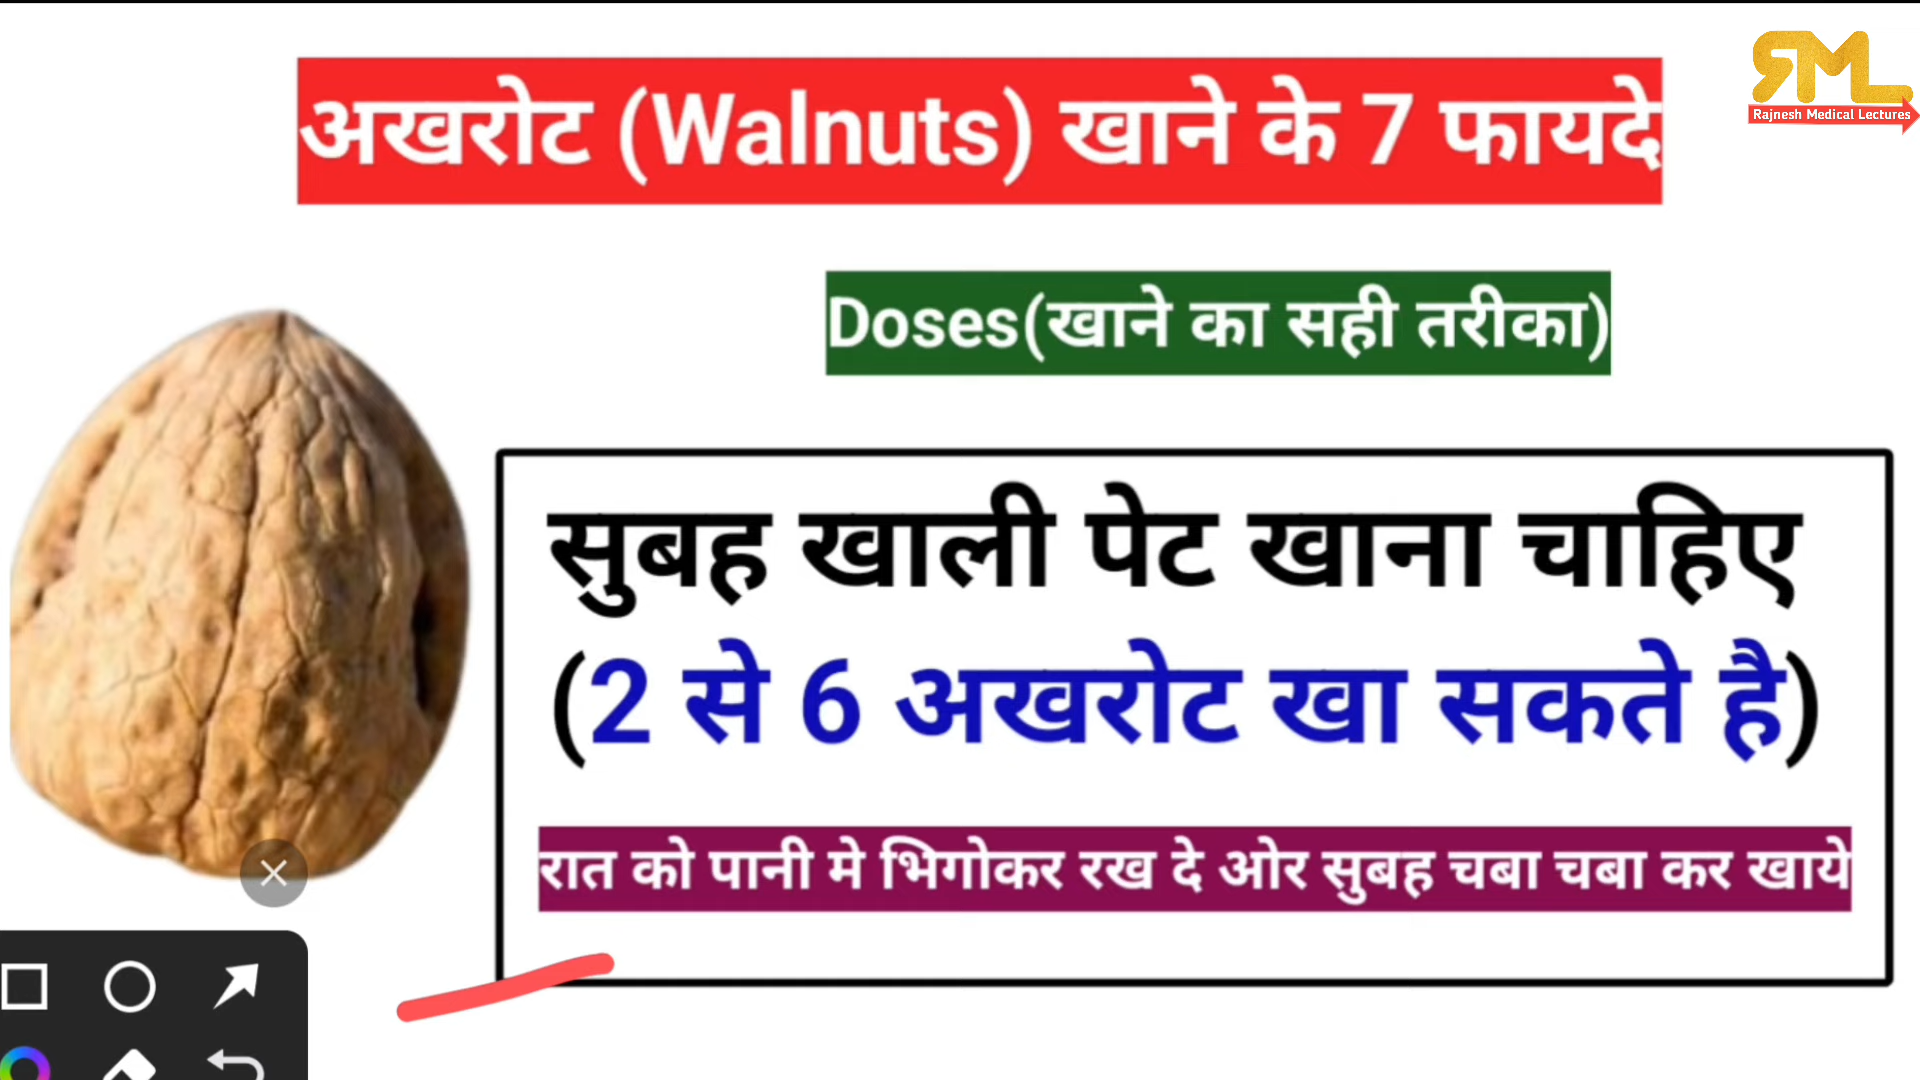 RML
Rajnesh Medical Lectures
अखरोट (Walnuts) खाने के 7 फायदे
Doses(खाने का सही तरीका)
सुबह खाली पेट खाना चाहिए
(2 से 6 अखरोट खा सकते है)
रात को पानी मे भिगोकर रख दे ओर सुबह चबा चबा कर खाये